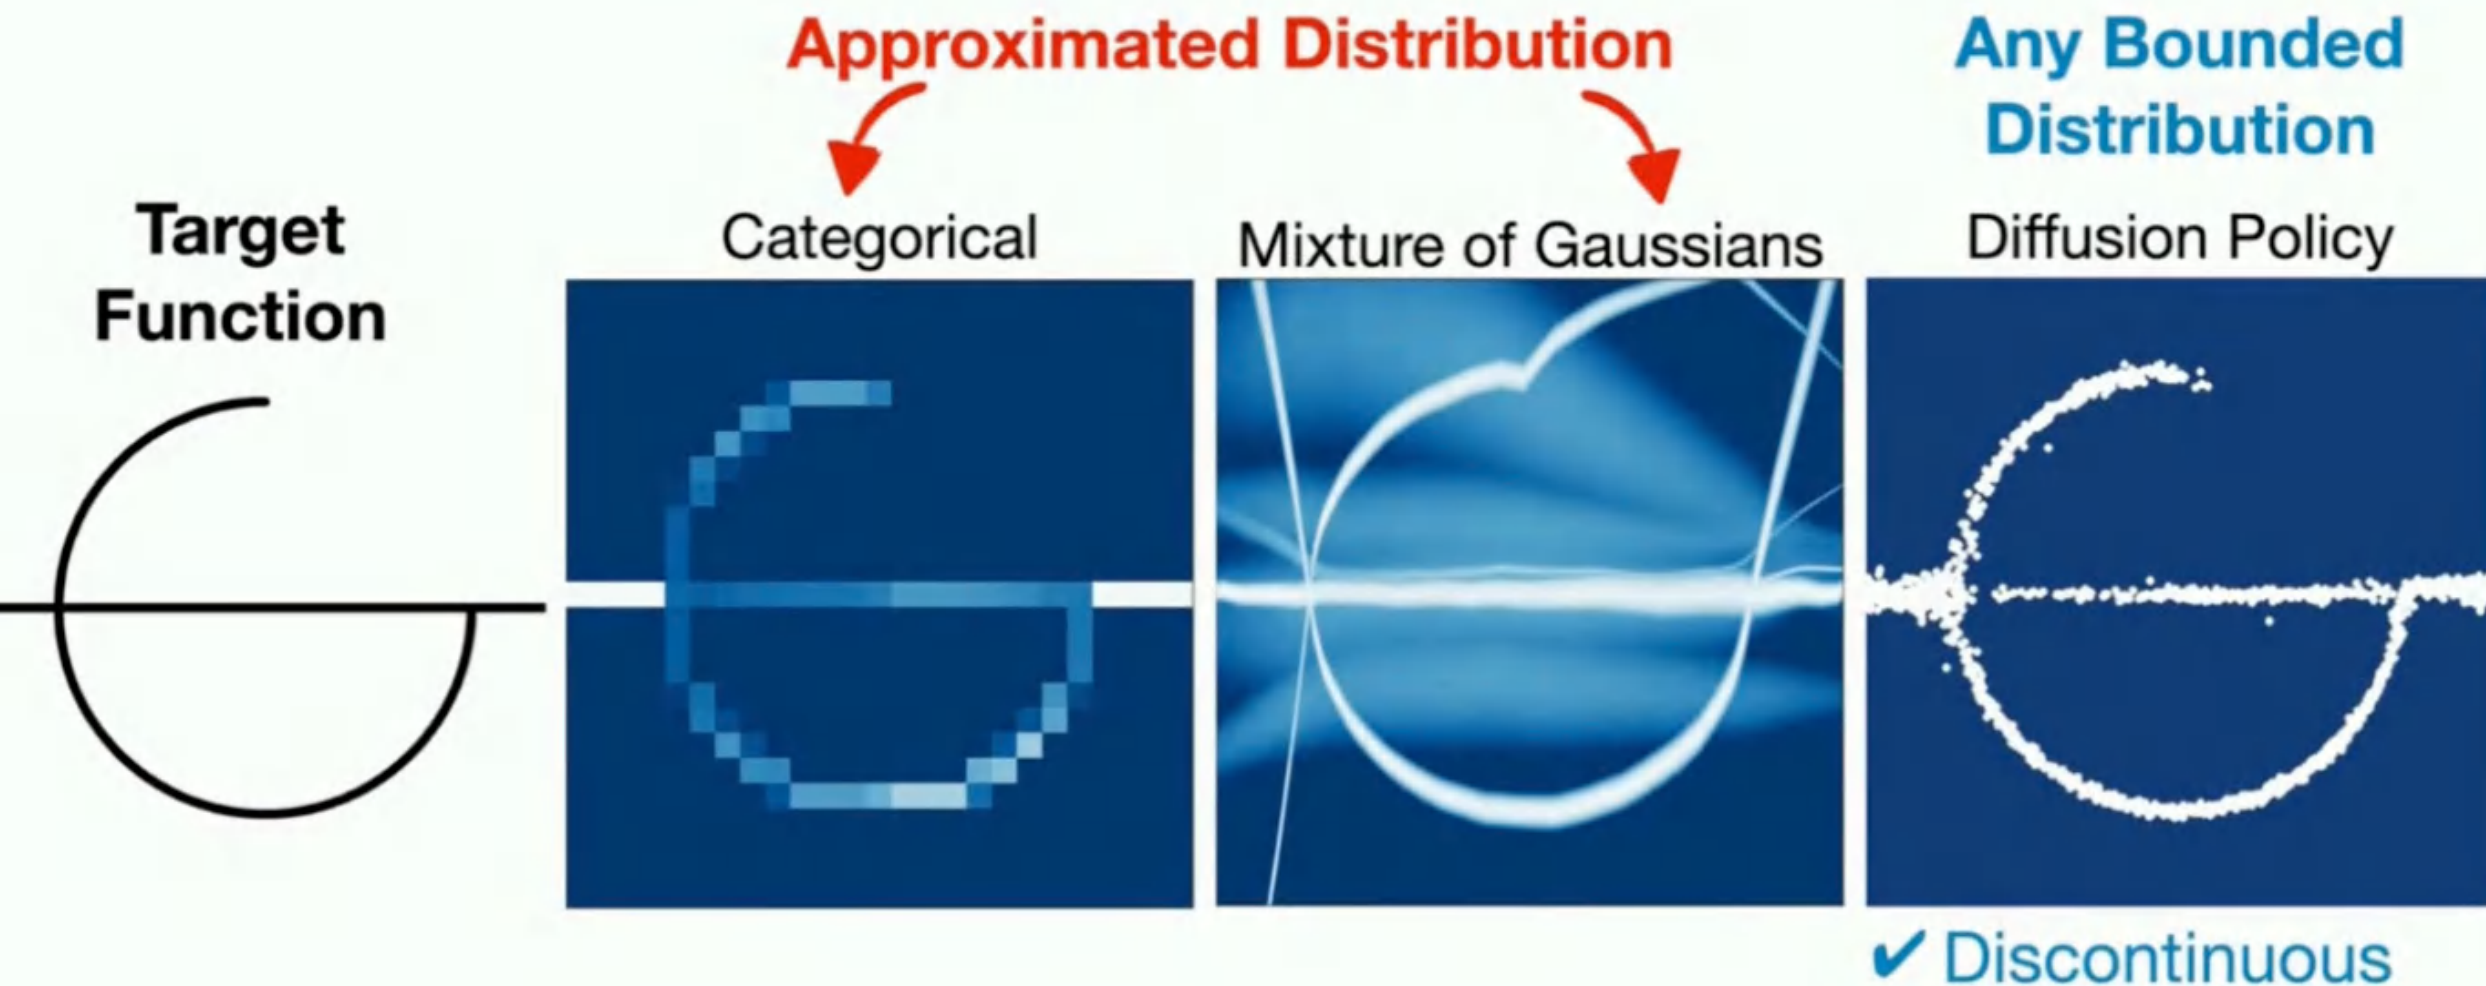 Approximated Distribution
Any Bounded
Distribution
Target
Function
Categorical
Mixture of Gaussians
Diffusion Policy
✔ Discontinuous